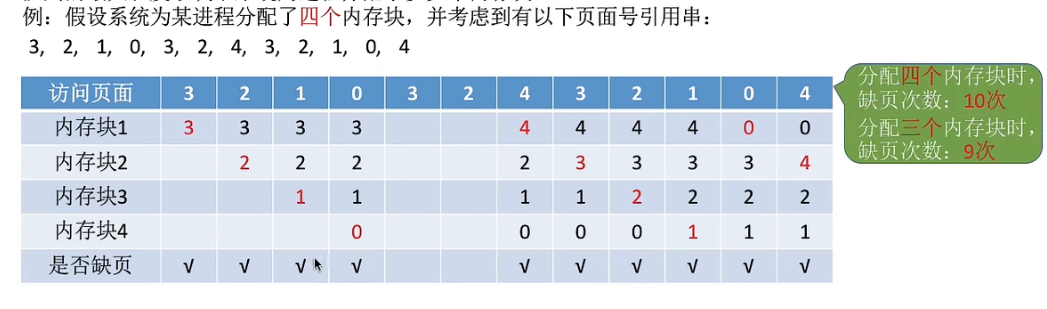 例：假设系统为某进程分配了四个内存块，并考虑到有以下页面号引用串：
3, 2, 1, 0, 3, 2, 4, 3, 2, 1, 0, 4
访问页面 3 2 1 0 3 2 4 3 2 1 0 4
内存块1 3 3 3 3 4 4 4 4 0 0
内存块2 2 2 2 2 3 3 3 3 4
内存块3 1 1 1 1 2 2 2 2
内存块4 0 0 0 0 1 1 1
是否缺页 √ √ √ √ √ √ √ √ √ √
分配四个内存块时，
缺页次数：10次
分配三个内存块时，
缺页次数：9次